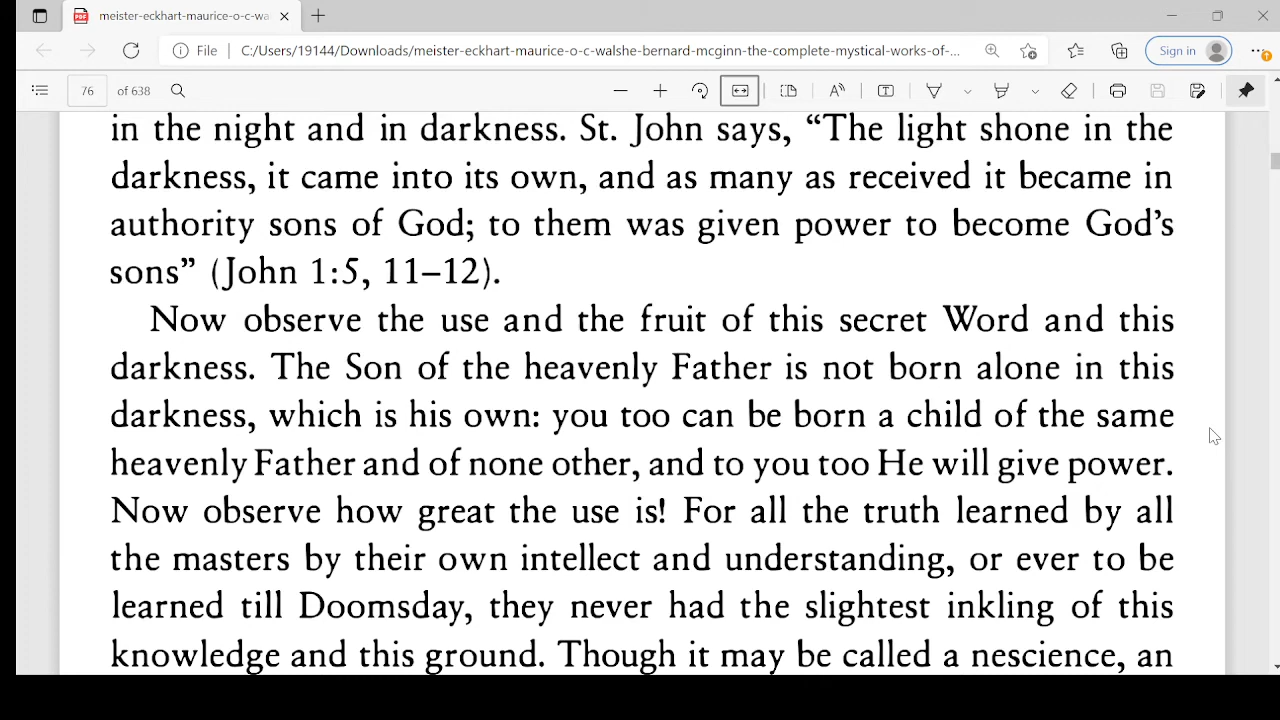 meister-eckhart-maurice-o-c-wa
File
C:/Users/19144/Downloads/meister-eckhart-maurice-o-c-walshe-bernard-mcginn-the-complete-mystical-works-of-...
Sign in
76 of 638
in the night and in darkness. St. John says, “The light shone in the
darkness, it came into its own, and as many as received it became in
authority sons of God; to them was given power to become God’s
sons” (John 1:5, 11–12).
Now observe the use and the fruit of this secret Word and this
darkness. The Son of the heavenly Father is not born alone in this
darkness, which is his own: you too can be born a child of the same
heavenly Father and of none other, and to you too He will give power.
Now observe how great the use is! For all the truth learned by all
the masters by their own intellect and understanding, or ever to be
learned till Doomsday, they never had the slightest inkling of this
knowledge and this ground. Though it may be called a nescience, an